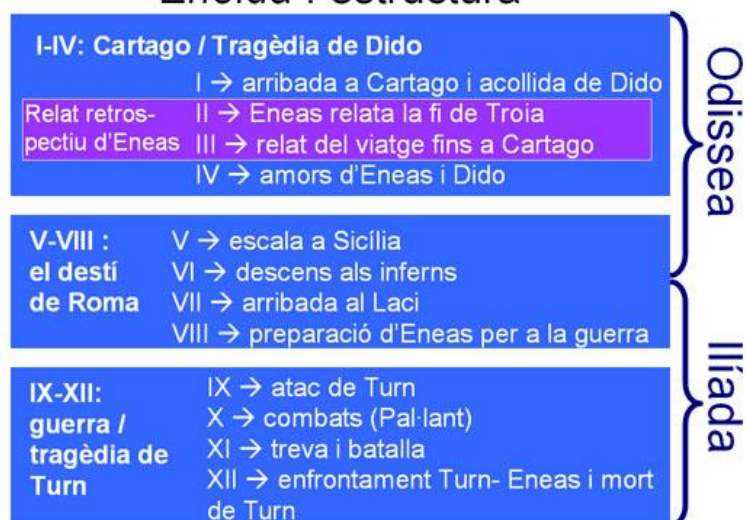 Eneida : estructura
I-IV: Cartago / Tragèdia de Dido
I → arribada a Cartago i acollida de Dido
Relat retros-
pectiu d'Eneas
II → Eneas relata la fi de Troia
III → relat del viatge fins a Cartago
IV → amors d'Eneas i Dido
Odissea
V-VIII :
el destí
de Roma
V → escala a Sicília
VI → descens als inferns
VII → arribada al Laci
VIII → preparació d'Eneas per a la guerra
IX-XII:
guerra /
tragèdia de
Turn
IX → atac de Turn
X → combats (Pal·lant)
XI → treva i batalla
XII → enfrontament Turn- Eneas i mort
de Turn
Ilíada